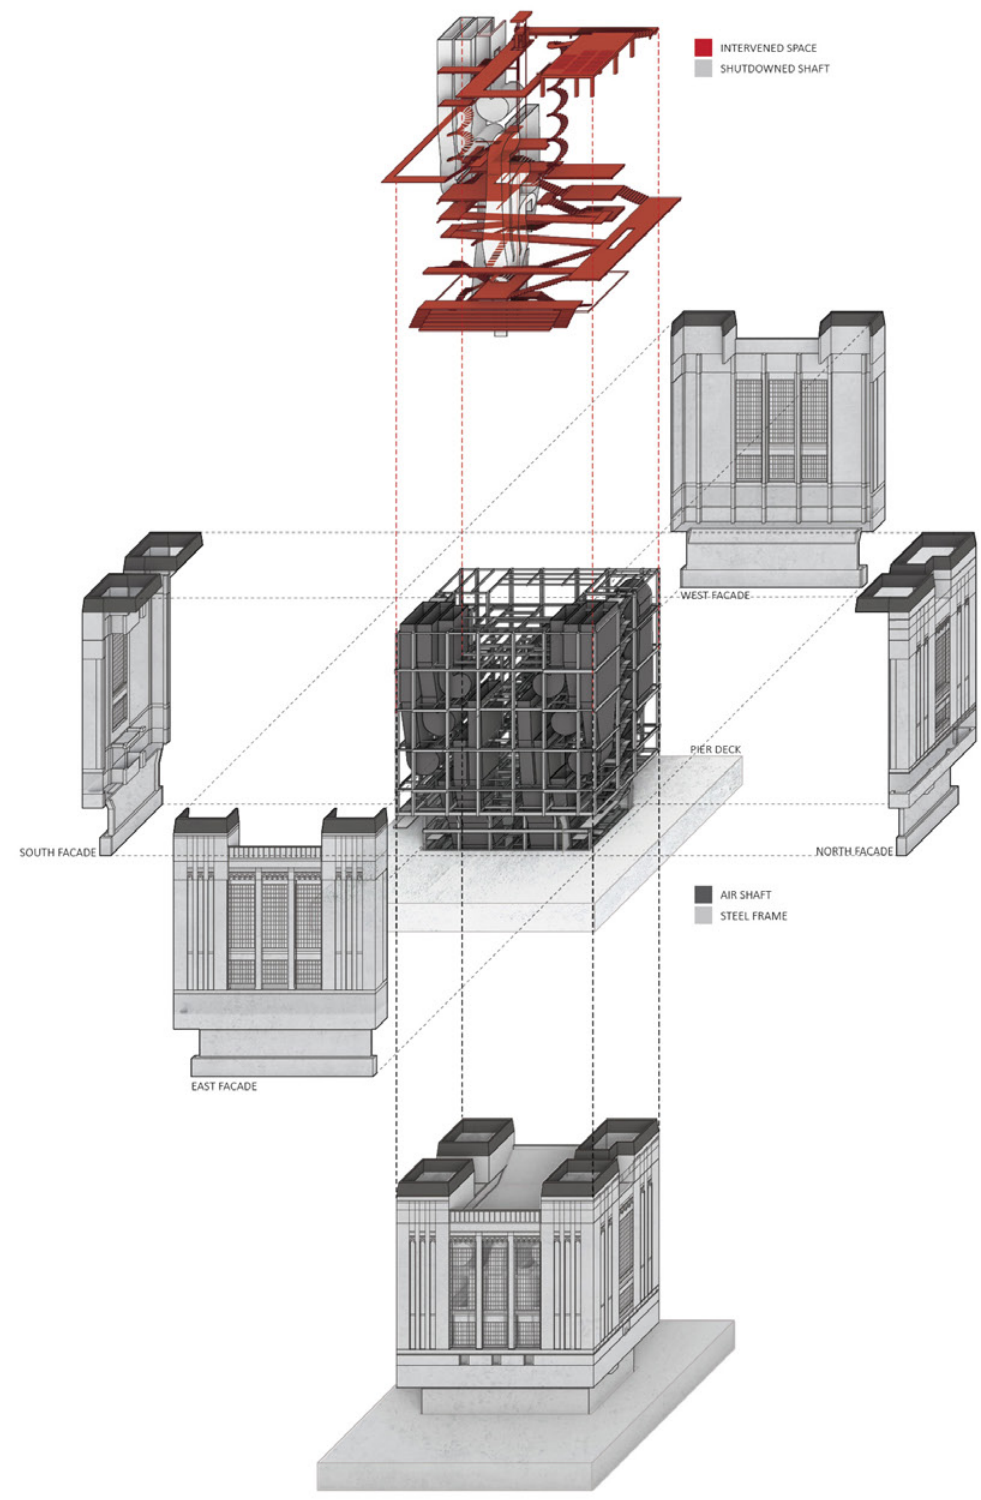 INTERVENED SPACE
SHUTDOWNED SHAFT
WEST FACADE
PIER DECK
SOUTH FACADE
NORTH FACADE
AIR SHAFT
STEEL FRAME
EAST FACADE